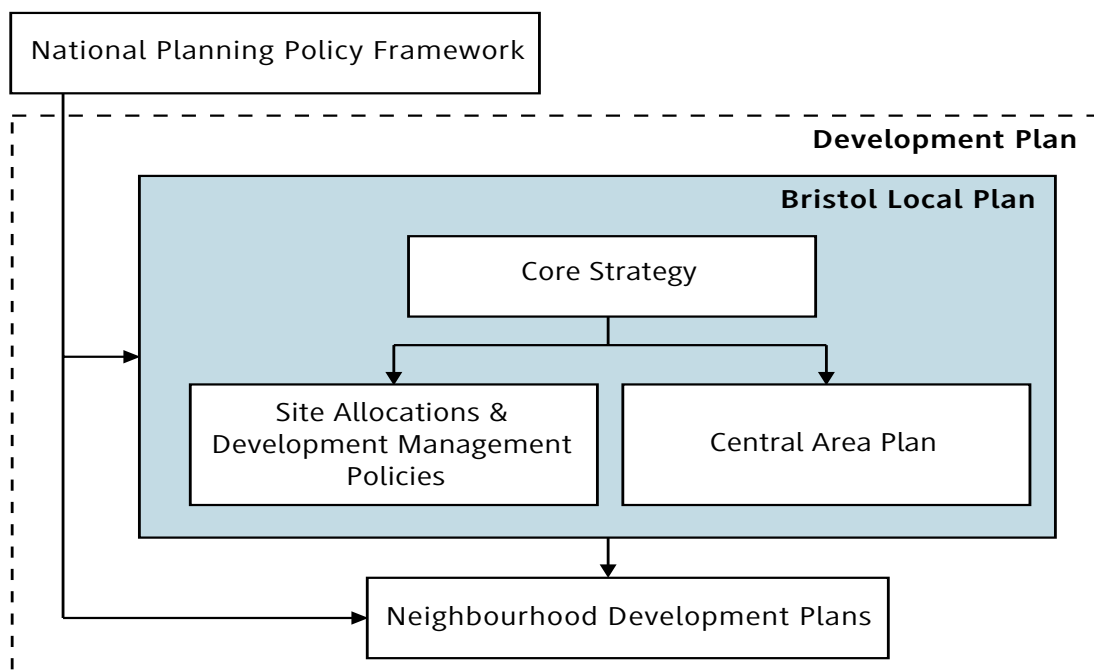 National Planning Policy Framework
Development Plan
Bristol Local Plan
Core Strategy
Site Allocations &
Development Management
Policies
Central Area Plan
Neighbourhood Development Plans